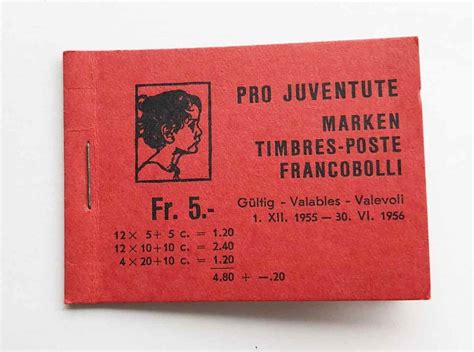 PRO JUVENTUTE
MARKEN
TIMBRES-POSTE
FRANCOBOLLI
Fr. 5.-
Gültig - Valables - Valevoli
1. XII. 1955 — 30. VI. 1956
12 × 5 + 5 c. = 1.20
12 × 10 + 10 c. = 2.40
4 × 20 + 10 c. = 1.20
4.80 + —.20